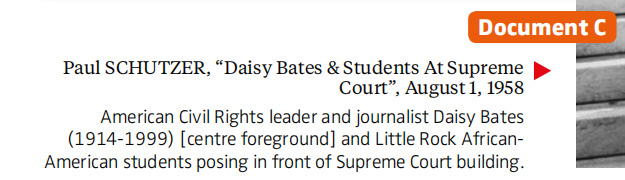 Document C
Paul SCHUTZER, “Daisy Bates & Students At Supreme
Court”, August 1, 1958
American Civil Rights leader and journalist Daisy Bates
(1914-1999) [centre foreground] and Little Rock African-
American students posing in front of Supreme Court building.